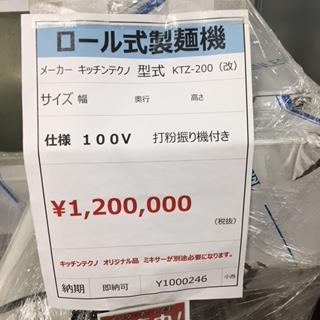 ロール式製麺機
メーカー キッチンテクノ 型式 KTZ-200（改）
サイズ 幅 奥行 高さ
仕様 １００V 打粉振り機付き
¥1,200,000
（税抜）
キッチンテクノ オリジナル品 ミキサーが別途必要になります。
納期 即納可 Y1000246 小西